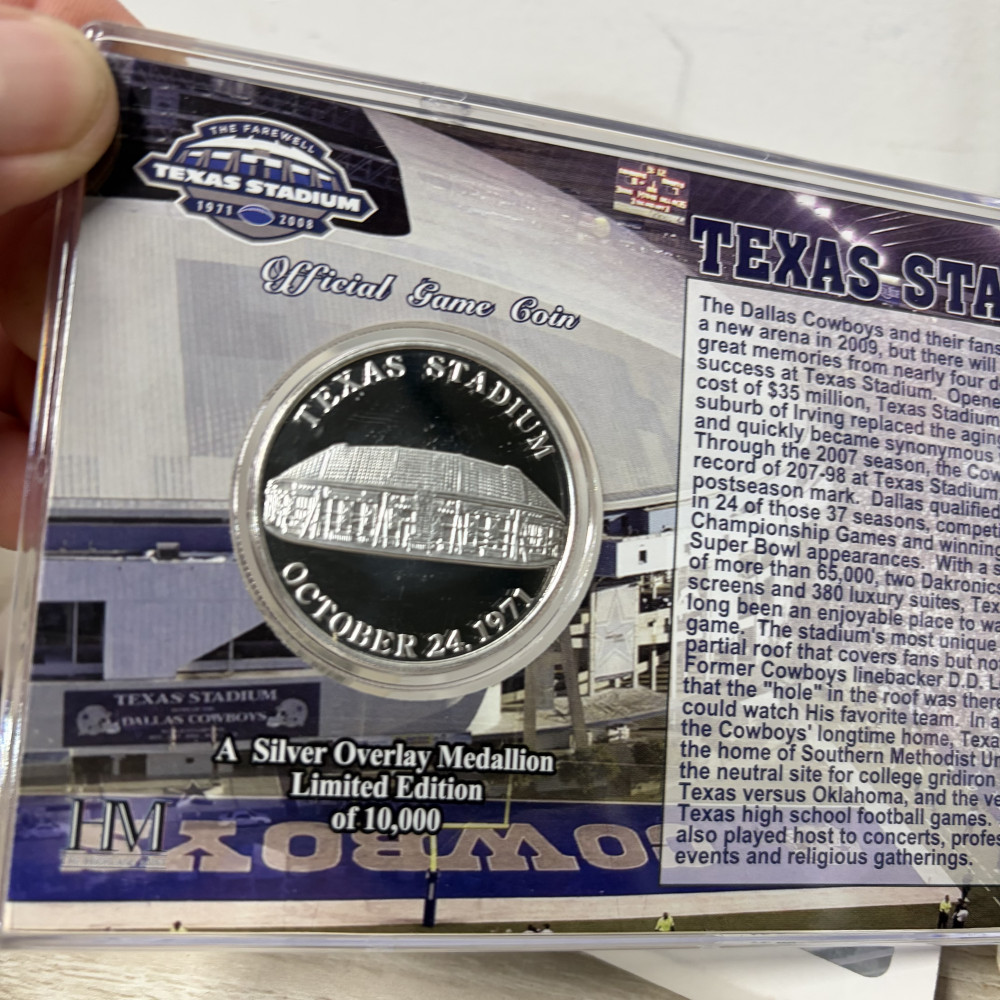 THE FAREWELL
TEXAS STADIUM
1971 2008
Official Game Coin
TEXAS STADIUM
OCTOBER 24, 1971
TEXAS STADIUM
DALLAS COWBOYS
A Silver Overlay Medallion
Limited Edition
of 10,000
HM
COWBOY
TEXAS STA
The Dallas Cowboys and their fans
a new arena in 2009, but there will
great memories from nearly four d
success at Texas Stadium. Opene
cost of $35 million, Texas Stadium
suburb of Irving replaced the agin
and quickly became synonymous
Through the 2007 season, the Cow
record of 207-98 at Texas Stadium
postseason mark. Dallas qualified
in 24 of those 37 seasons, compet
Championship Games and winning
Super Bowl appearances. With a s
of more than 65,000, two Dakronics
screens and 380 luxury suites, Tex
long been an enjoyable place to wa
game. The stadium's most unique
partial roof that covers fans but not
Former Cowboys linebacker D.D. L
that the "hole" in the roof was there
could watch His favorite team. In a
the Cowboys' longtime home, Texa
the home of Southern Methodist Un
the neutral site for college gridiron
Texas versus Oklahoma, and the ve
Texas high school football games.
also played host to concerts, profes
events and religious gatherings.